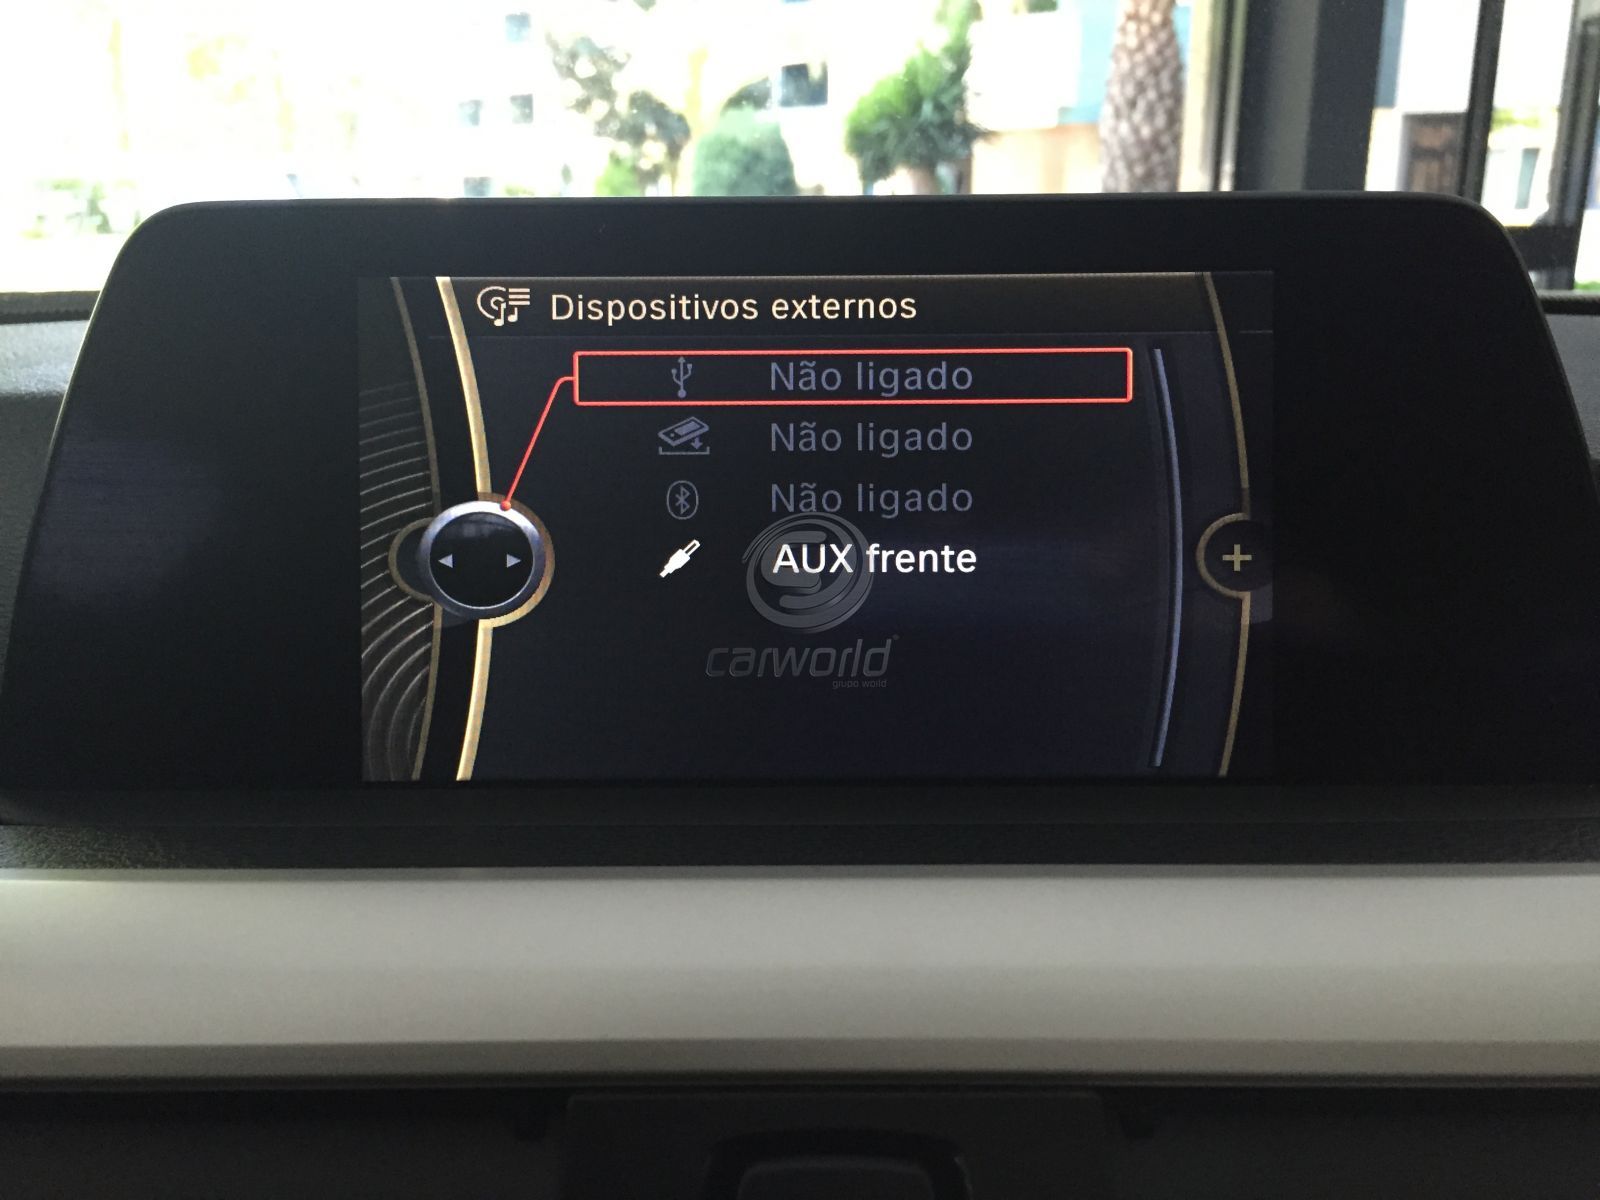 Dispositivos externos
Não ligado
Não ligado
Não ligado
AUX frente
carworld
grupo world